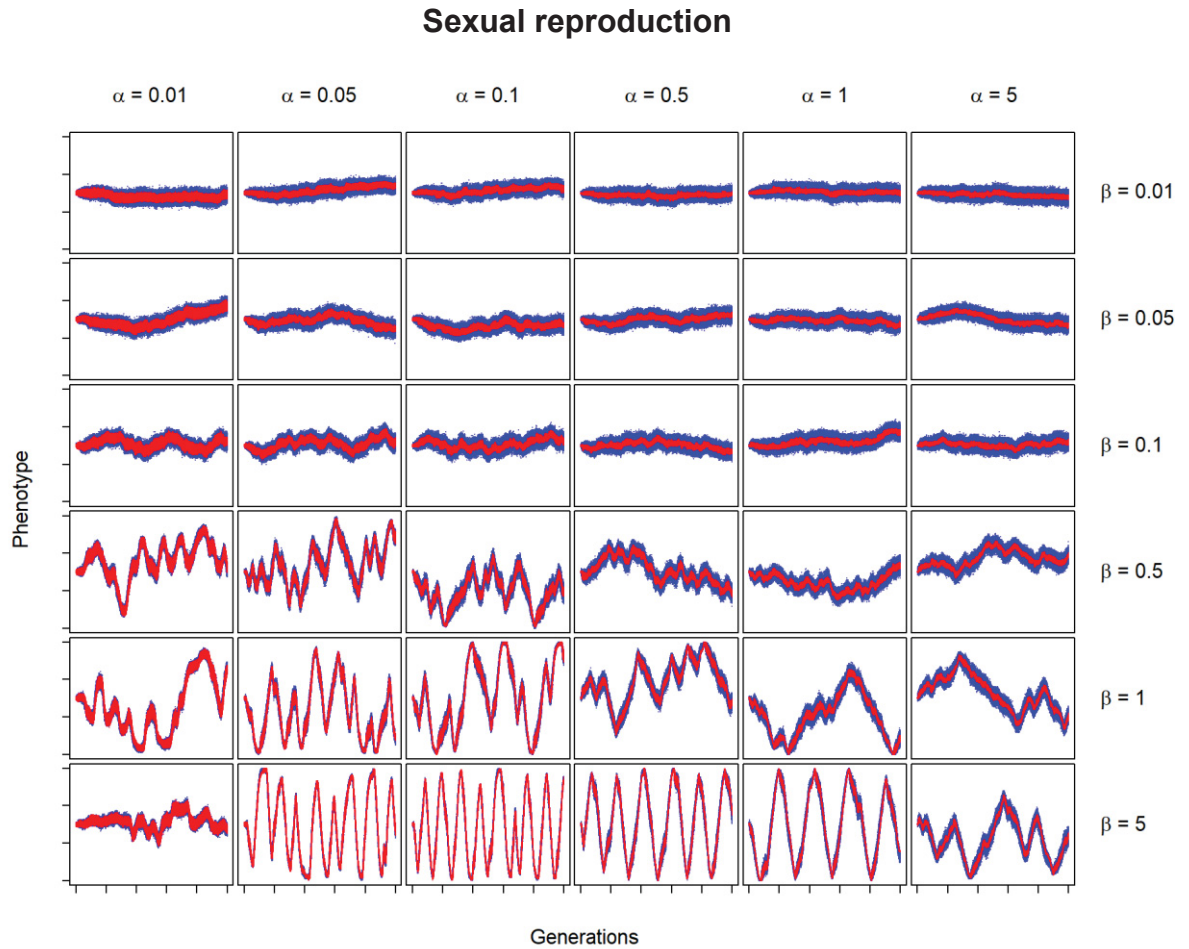 Sexual reproduction
α = 0.01 α = 0.05 α = 0.1 α = 0.5 α = 1 α = 5
β = 0.01
β = 0.05
β = 0.1
Phenotype
β = 0.5
β = 1
β = 5
Generations